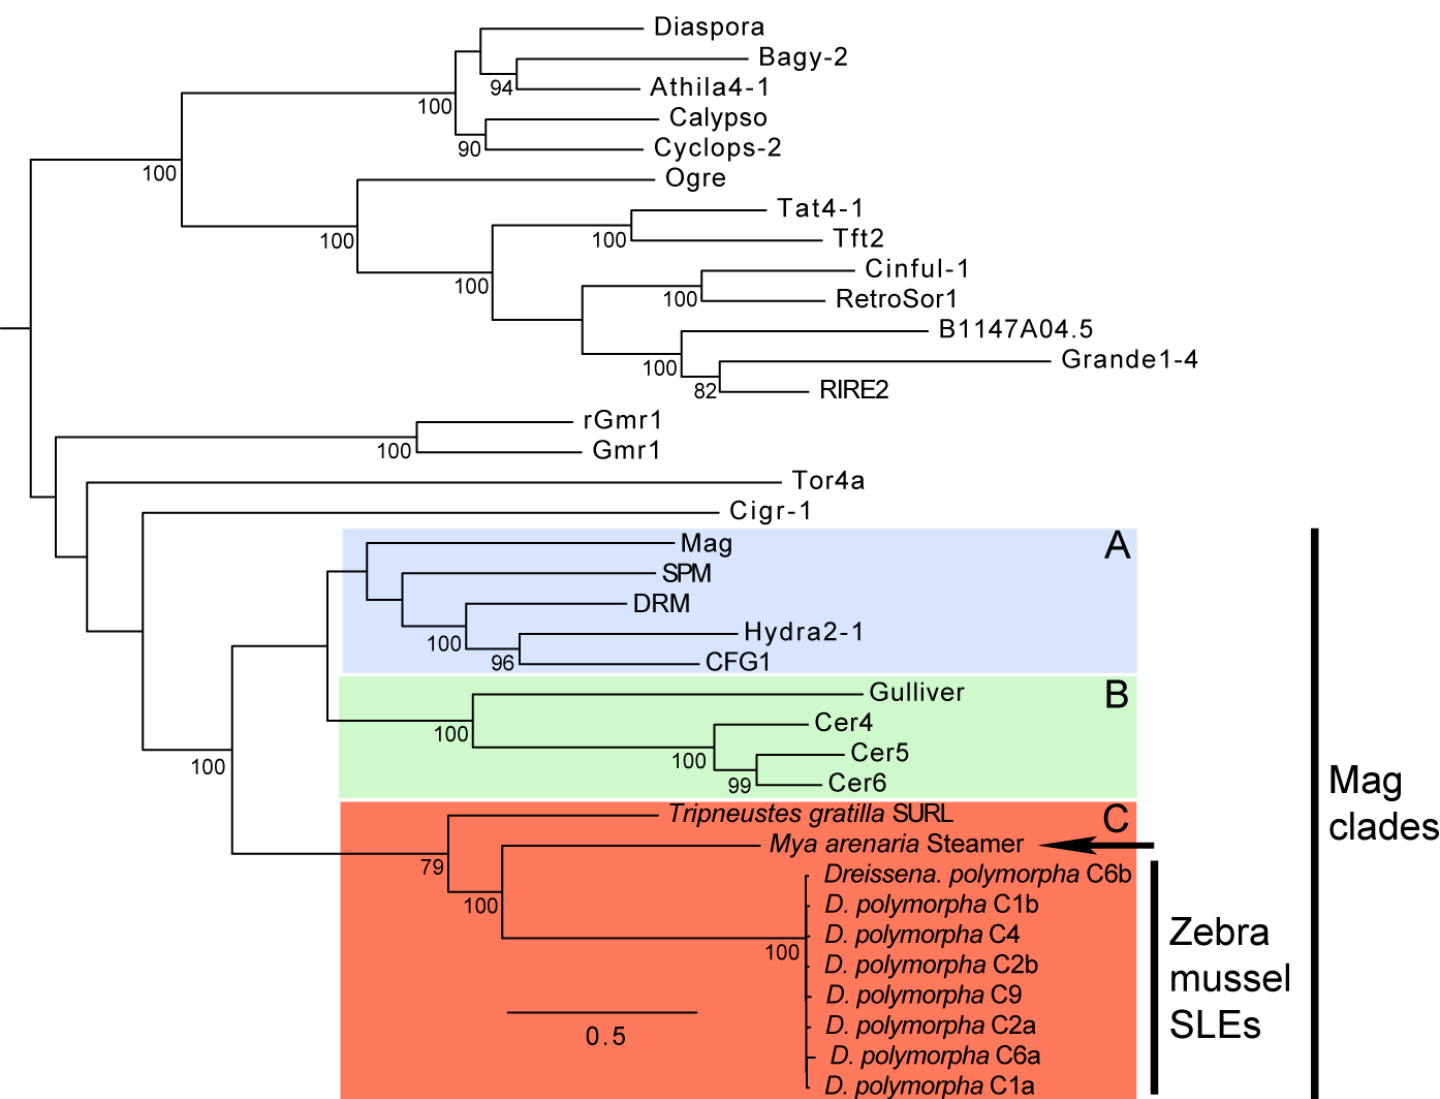 Diaspora
Bagy-2
94
Athila4-1
100
Calypso
90
Cyclops-2
100
Ogre
Tat4-1
100
100
Tft2
Cinful-1
100
100
RetroSor1
B1147A04.5
100
Grande1-4
82
RIRE2
rGmr1
100
Gmr1
Tor4a
Cigr-1
A
Mag
SPM
DRM
100
Hydra2-1
96
CFG1
B
Gulliver
100
Cer4
100
Cer5
99
Cer6
100
C
Tripneustes gratilla SURL
Mya arenaria Steamer
79
Dreissena. polymorpha C6b
100
D. polymorpha C1b
D. polymorpha C4
100
D. polymorpha C2b
D. polymorpha C9
D. polymorpha C2a
D. polymorpha C6a
D. polymorpha C1a
0.5
Zebra
mussel
SLEs
Mag
clades